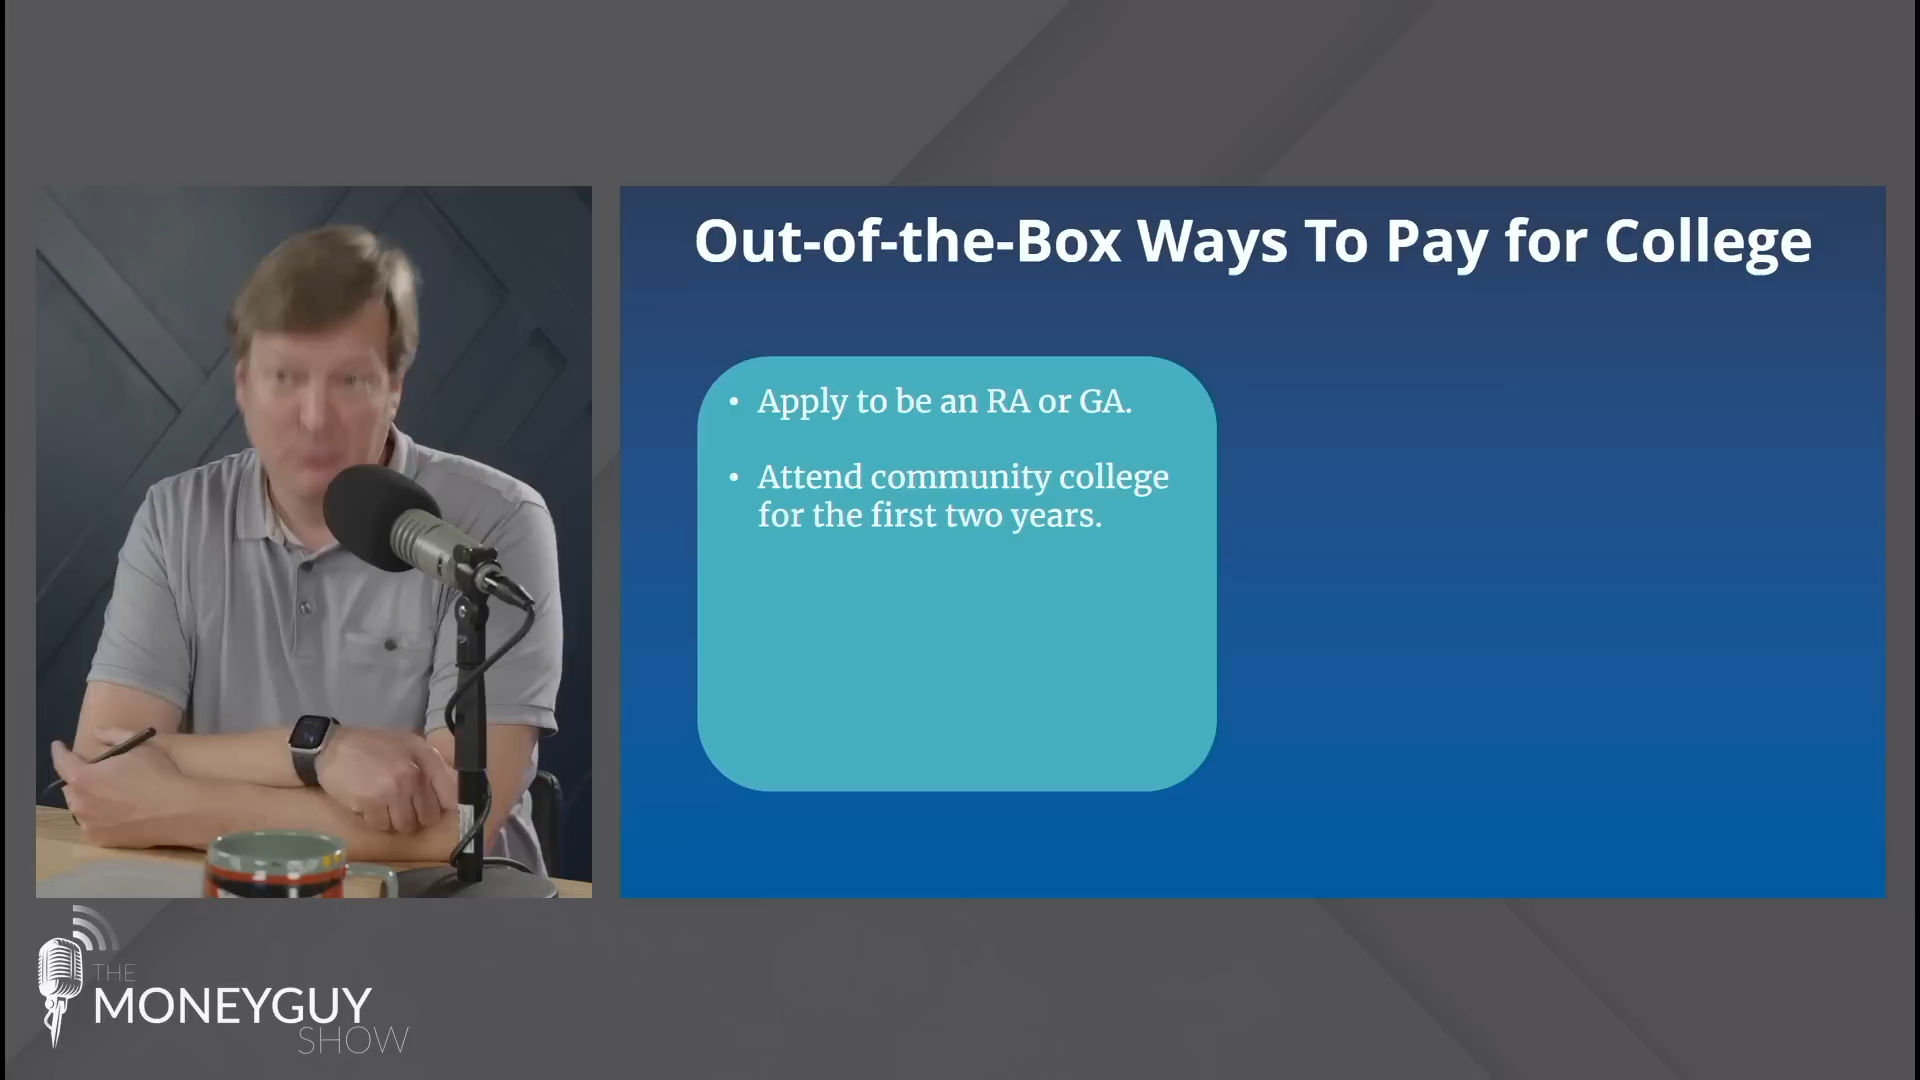 Out-of-the-Box Ways To Pay for College
• Apply to be an RA or GA.
• Attend community college
for the first two years.
THE
MONEYGUY
SHOW